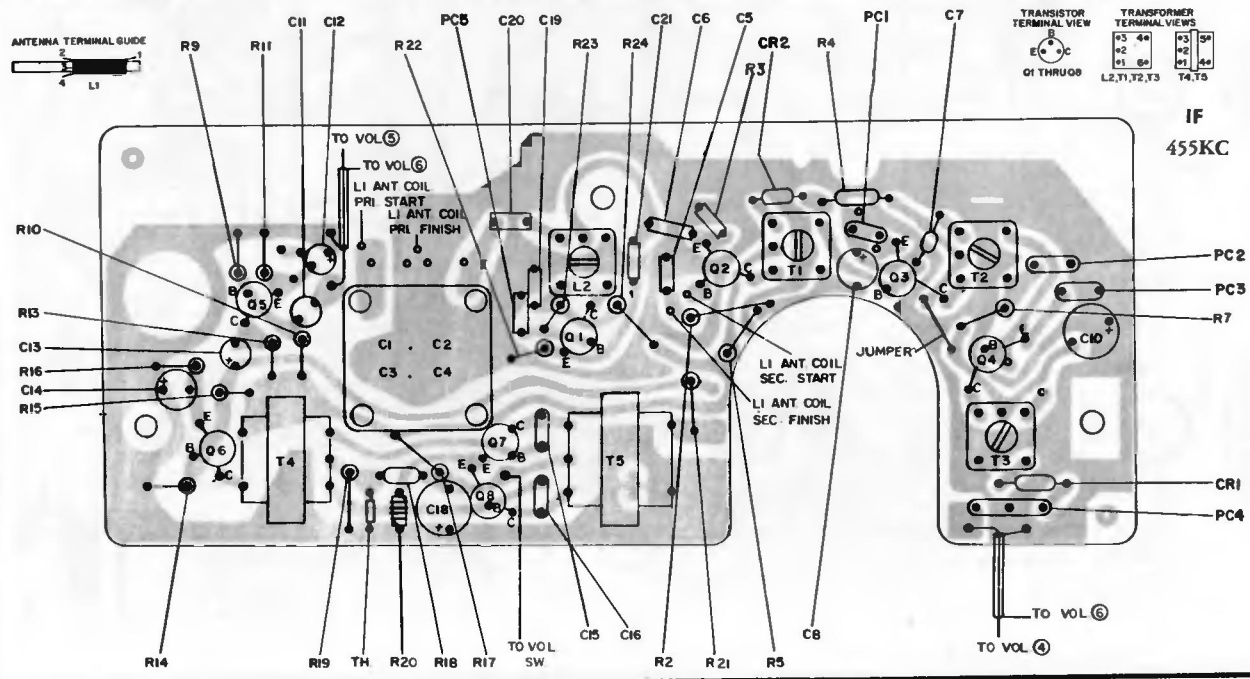 ANTENNA TERMINAL GUIDE
2 1
4 L1
R9
R11
C11
C12
R22
PC5
C20
C19
R23
R24
C21
C6
C5
CR2
R3
R4
PC1
C7
TRANSISTOR
TERMINAL VIEW
B
E C
Q1 THRU Q8
TRANSFORMER
TERMINAL VIEWS
3 4
2
1 6
L2,T1,T2,T3
3 5
2
1 4
T4,T5
IF
455KC
TO VOL ⑤
TO VOL ⑥
L1 ANT COIL
PRI. START
L1 ANT COIL
PRI. FINISH
R10
R13
C13
R16
C14
R15
R14
B Q5 E
C
C1 C2
C3 C4
L2
1
C
Q1
E B
E
Q2
B C
T1
E
Q3
B C
T2
PC2
PC3
R7
C10
+
B
Q4
C
JUMPER
L1 ANT COIL
SEC. START
L1 ANT COIL
SEC. FINISH
E
Q6
B C
T4
Q7
C
B
E
E
Q8
B
C
C18
+
T5
T3
CR1
PC4
R19
TH.
R20
R18
R17
TO VOL.
SW.
C15
C16
R2
R21
R5
C8
TO VOL ⑥
TO VOL ④